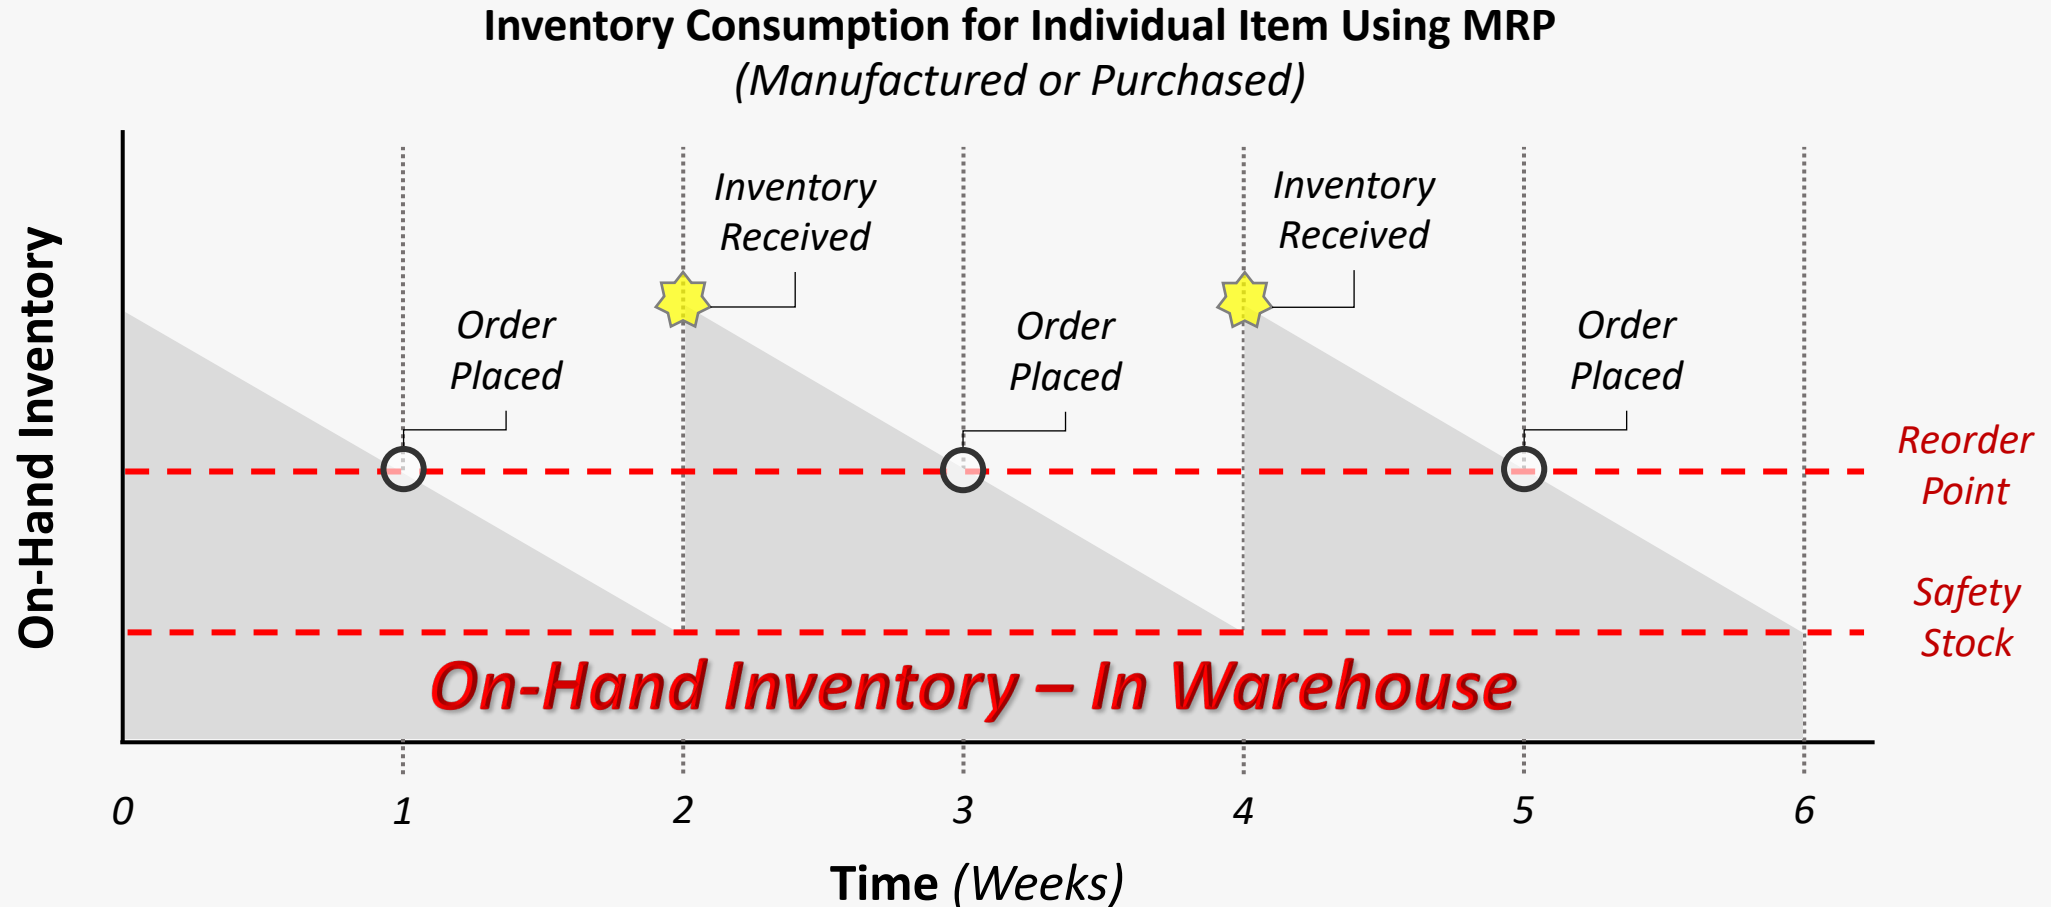 Inventory Consumption for Individual Item Using MRP
(Manufactured or Purchased)
On-Hand Inventory
Inventory
Received
Inventory
Received
Order
Placed
Order
Placed
Order
Placed
Reorder
Point
Safety
Stock
On-Hand Inventory – In Warehouse
0 1 2 3 4 5 6
Time (Weeks)